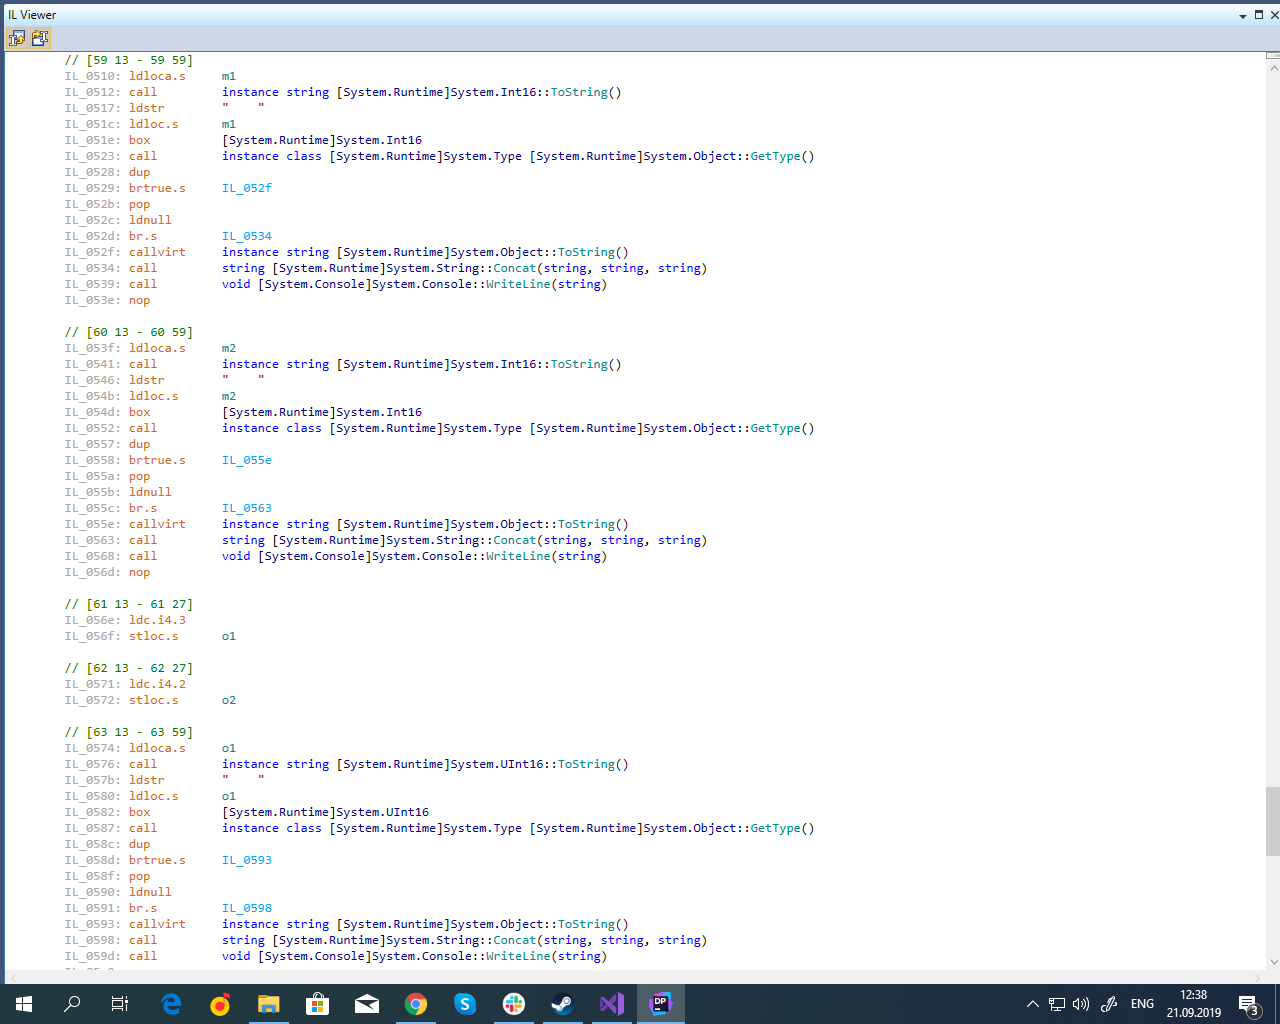 IL Viewer
// [59 13 - 59 59]
IL_0510: ldloca.s     m1
IL_0512: call         instance string [System.Runtime]System.Int16::ToString()
IL_0517: ldstr        "    "
IL_051c: ldloc.s      m1
IL_051e: box          [System.Runtime]System.Int16
IL_0523: call         instance class [System.Runtime]System.Type [System.Runtime]System.Object::GetType()
IL_0528: dup
IL_0529: brtrue.s     IL_052f
IL_052b: pop
IL_052c: ldnull
IL_052d: br.s         IL_0534
IL_052f: callvirt     instance string [System.Runtime]System.Object::ToString()
IL_0534: call         string [System.Runtime]System.String::Concat(string, string, string)
IL_0539: call         void [System.Console]System.Console::WriteLine(string)
IL_053e: nop
// [60 13 - 60 59]
IL_053f: ldloca.s     m2
IL_0541: call         instance string [System.Runtime]System.Int16::ToString()
IL_0546: ldstr        "    "
IL_054b: ldloc.s      m2
IL_054d: box          [System.Runtime]System.Int16
IL_0552: call         instance class [System.Runtime]System.Type [System.Runtime]System.Object::GetType()
IL_0557: dup
IL_0558: brtrue.s     IL_055e
IL_055a: pop
IL_055b: ldnull
IL_055c: br.s         IL_0563
IL_055e: callvirt     instance string [System.Runtime]System.Object::ToString()
IL_0563: call         string [System.Runtime]System.String::Concat(string, string, string)
IL_0568: call         void [System.Console]System.Console::WriteLine(string)
IL_056d: nop
// [61 13 - 61 27]
IL_056e: ldc.i4.3
IL_056f: stloc.s      o1
// [62 13 - 62 27]
IL_0571: ldc.i4.2
IL_0572: stloc.s      o2
// [63 13 - 63 59]
IL_0574: ldloca.s     o1
IL_0576: call         instance string [System.Runtime]System.UInt16::ToString()
IL_057b: ldstr        "    "
IL_0580: ldloc.s      o1
IL_0582: box          [System.Runtime]System.UInt16
IL_0587: call         instance class [System.Runtime]System.Type [System.Runtime]System.Object::GetType()
IL_058c: dup
IL_058d: brtrue.s     IL_0593
IL_058f: pop
IL_0590: ldnull
IL_0591: br.s         IL_0598
IL_0593: callvirt     instance string [System.Runtime]System.Object::ToString()
IL_0598: call         string [System.Runtime]System.String::Concat(string, string, string)
IL_059d: call         void [System.Console]System.Console::WriteLine(string)
DP
ENG
12:38
21.09.2019
3